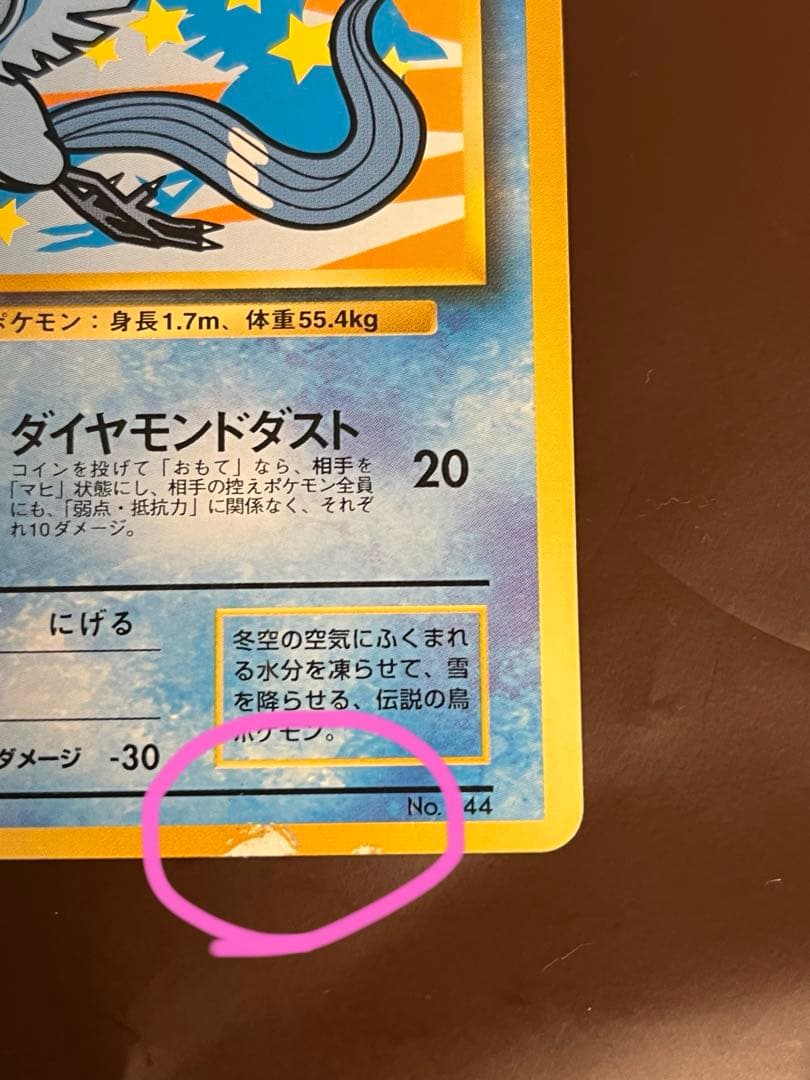 ポケモン：身長1.7m、体重55.4kg
ダイヤモンドダスト
コインを投げて「おもて」なら、相手を
「マヒ」状態にし、相手の控えポケモン全員
にも、「弱点・抵抗力」に関係なく、それぞ
れ10ダメージ。
20
にげる
冬空の空気にふくまれ
る水分を凍らせて、雪
を降らせる、伝説の鳥
ポケモン。
ダメージ -30
No. 44